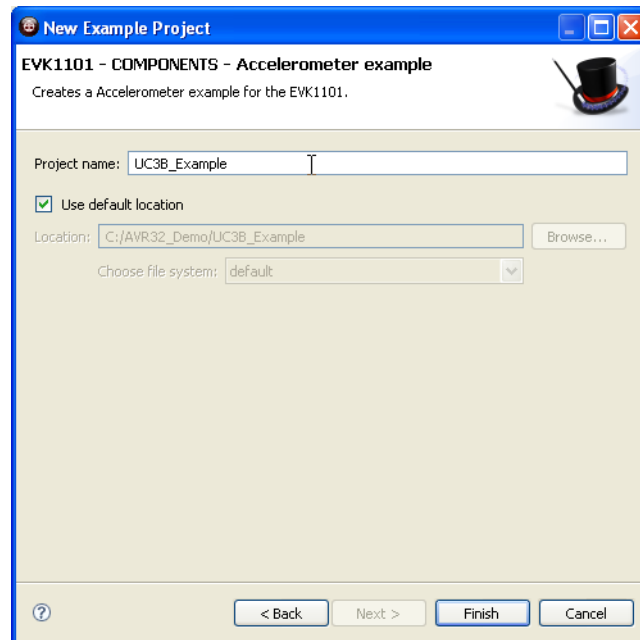 New Example Project
EVK1101 - COMPONENTS - Accelerometer example
Creates a Accelerometer example for the EVK1101.
Project name: UC3B_Example
Use default location
Location: C:/AVR32_Demo/UC3B_Example Browse...
Choose file system: default
? < Back Next > Finish Cancel